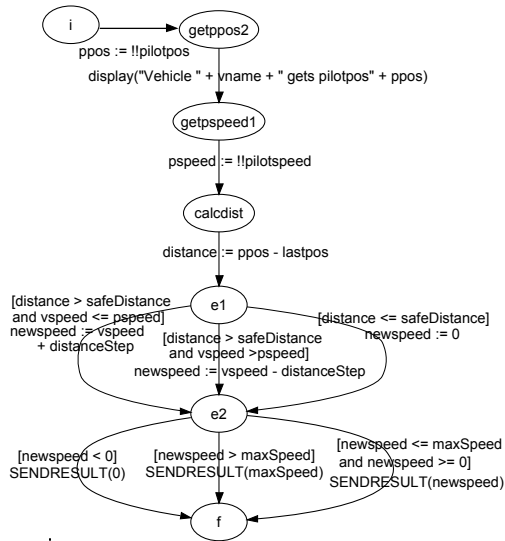 i
getppos2
ppos := !!pilotpos
display("Vehicle " + vname + " gets pilotpos" + ppos)
getpspeed1
pspeed := !!pilotspeed
calcdist
distance := ppos - lastpos
e1
[distance > safeDistance
and vspeed <= pspeed]
newspeed := vspeed
+ distanceStep
[distance > safeDistance
and vspeed >pspeed]
newspeed := vspeed - distanceStep
[distance <= safeDistance]
newspeed := 0
e2
[newspeed < 0]
SENDRESULT(0)
[newspeed > maxSpeed]
SENDRESULT(maxSpeed)
[newspeed <= maxSpeed
and newspeed >= 0]
SENDRESULT(newspeed)
f